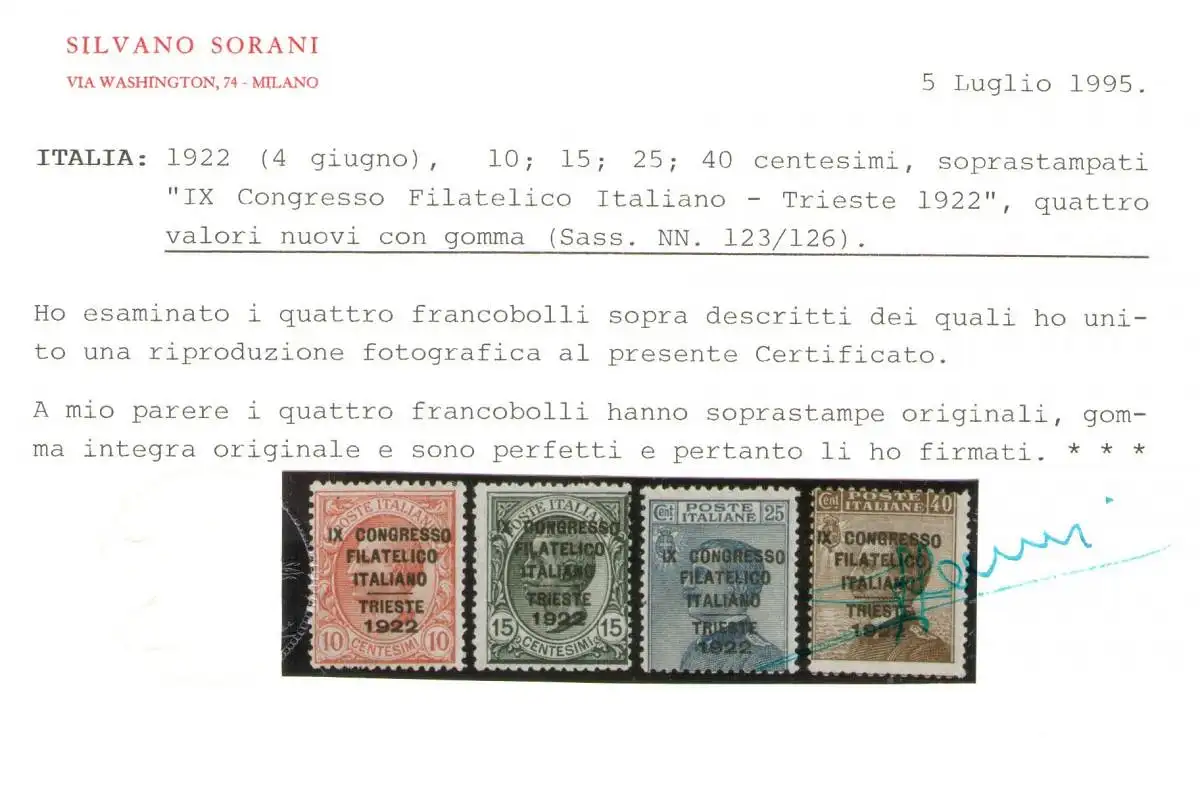 SILVANO SORANI
VIA WASHINGTON, 74 - MILANO
5 Luglio 1995.
ITALIA: 1922 (4 giugno), 10; 15; 25; 40 centesimi, soprastampati
"IX Congresso Filatelico Italiano - Trieste 1922", quattro
valori nuovi con gomma (Sass. NN. 123/126).
Ho esaminato i quattro francobolli sopra descritti dei quali ho uni-
to una riproduzione fotografica al presente Certificato.
A mio parere i quattro francobolli hanno soprastampe originali, gom-
ma integra originale e sono perfetti e pertanto li ho firmati. * * *
POSTE ITALIANE
IX CONGRESSO
FILATELICO
ITALIANO
TRIESTE
1922
10 CENTESIMI 10
POSTE ITALIANE
IX CONGRESSO
FILATELICO
ITALIANO
TRIESTE
1922
15 CENTESIMI 15
Cent POSTE ITALIANE 25
IX CONGRESSO
FILATELICO
ITALIANO
TRIESTE
1922
Cent POSTE ITALIANE 40
IX CONGRESSO
FILATELICO
ITALIANO
TRIESTE
1922